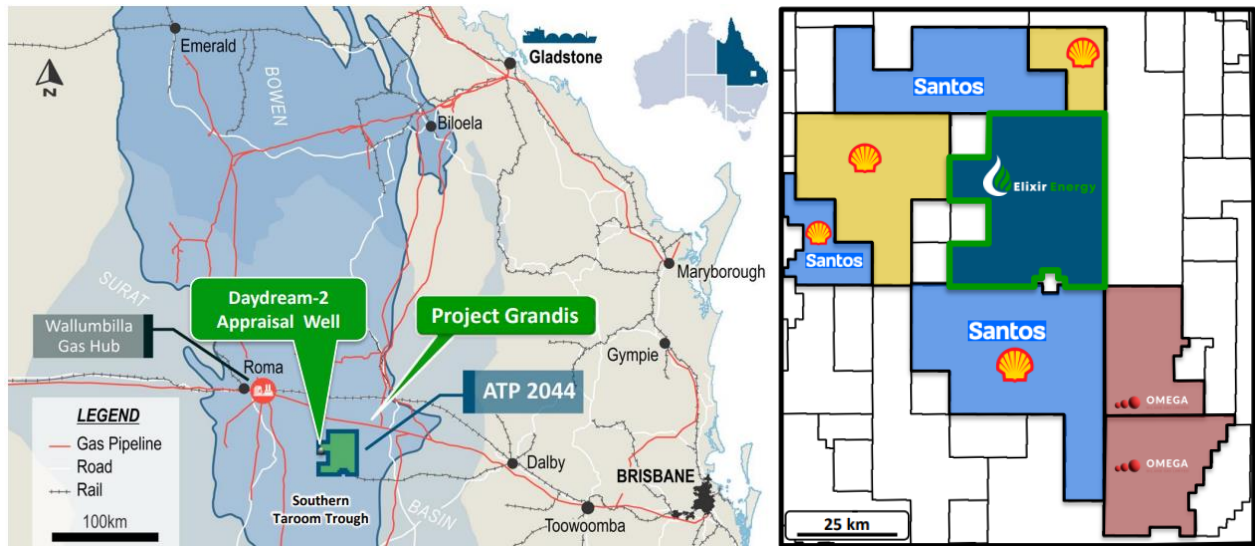 Gladstone
Emerald
N
BOWEN
Biloela
Maryborough
SURAT
Daydream-2
Appraisal Well
Project Grandis
Wallumbilla
Gas Hub
Roma
Gympie
ATP 2044
LEGEND
Gas Pipeline
Road
Rail
100km
Southern
Taroom Trough
BASIN
Dalby
BRISBANE
Toowoomba
Santos
Elixir Energy
Santos
Santos
OMEGA
OMEGA
25 km